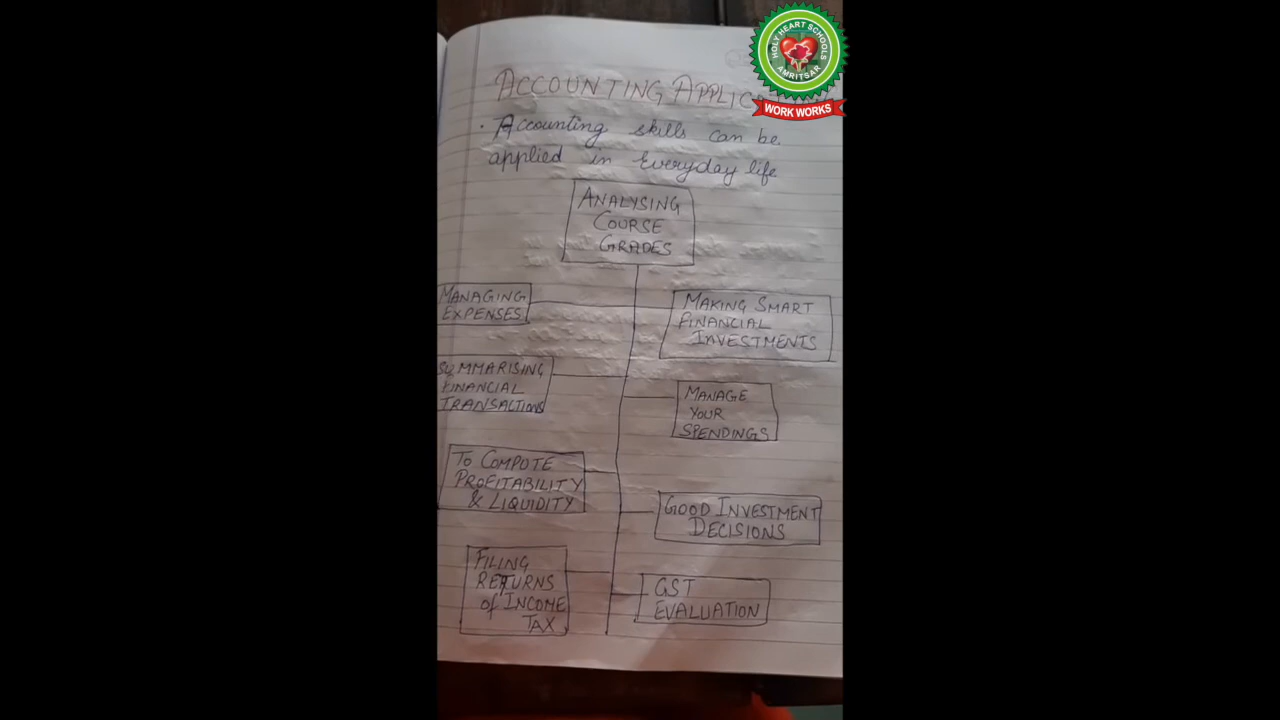 HOLY HEART SCHOOLS
AMRITSAR
WORK WORKS
ACCOUNTING
· Accounting skills can be
applied in Everyday life
ANALYSING
COURSE
GRADES
MANAGING
EXPENSES
MAKING SMART
FINANCIAL
INVESTMENTS
SUMMARISING
FINANCIAL
TRANSACTIONS
MANAGE
YOUR
SPENDINGS
TO COMPUTE
PROFITABILITY
& LIQUIDITY
GOOD INVESTMENT
DECISIONS
FILING
RETURNS
of INCOME
TAX
GST
EVALUATION